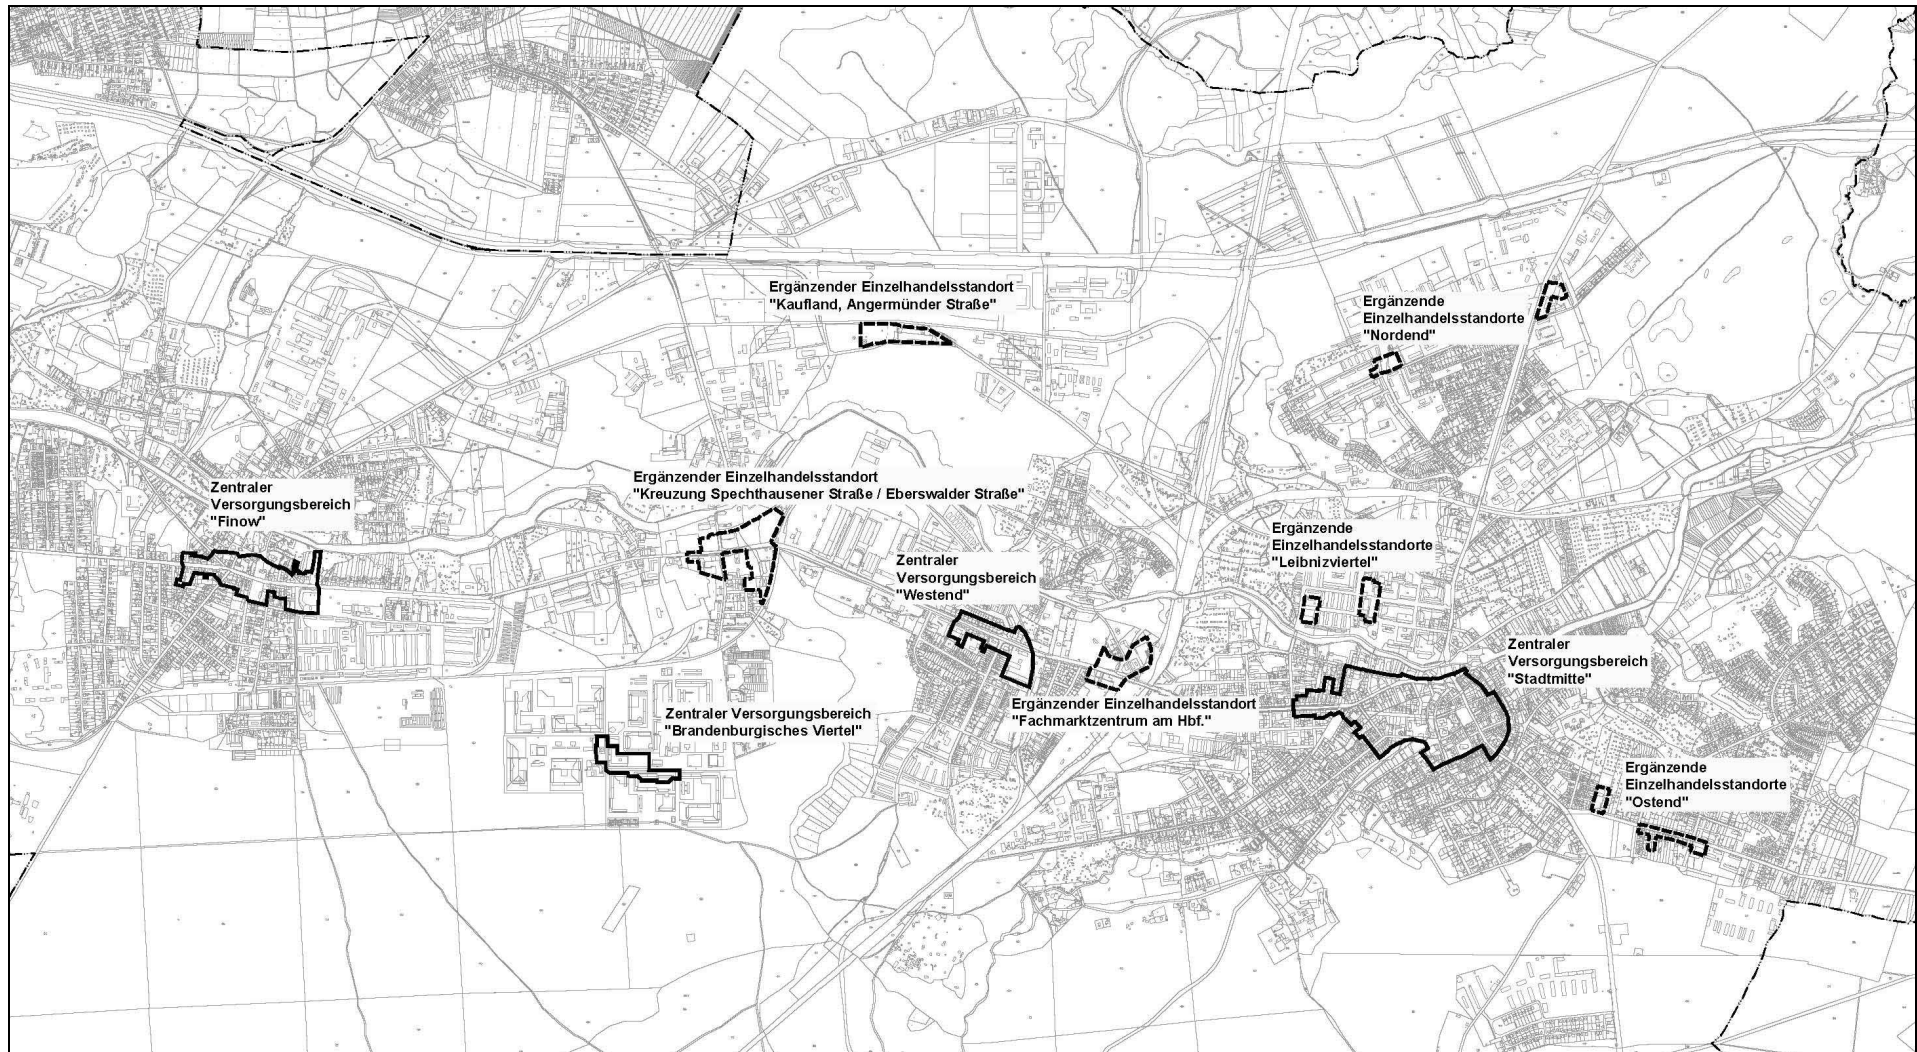 Ergänzender Einzelhandelsstandort
"Kaufland, Angermünder Straße"
Ergänzende
Einzelhandelsstandorte
"Nordend"
Ergänzender Einzelhandelsstandort
"Kreuzung Spechthausener Straße / Eberswalder Straße"
Zentraler
Versorgungsbereich
"Finow"
Ergänzende
Einzelhandelsstandorte
"Leibnizviertel"
Zentraler
Versorgungsbereich
"Westend"
Zentraler
Versorgungsbereich
"Stadtmitte"
Ergänzender Einzelhandelsstandort
"Fachmarktzentrum am Hbf."
Zentraler Versorgungsbereich
"Brandenburgisches Viertel"
Ergänzende
Einzelhandelsstandorte
"Ostend"